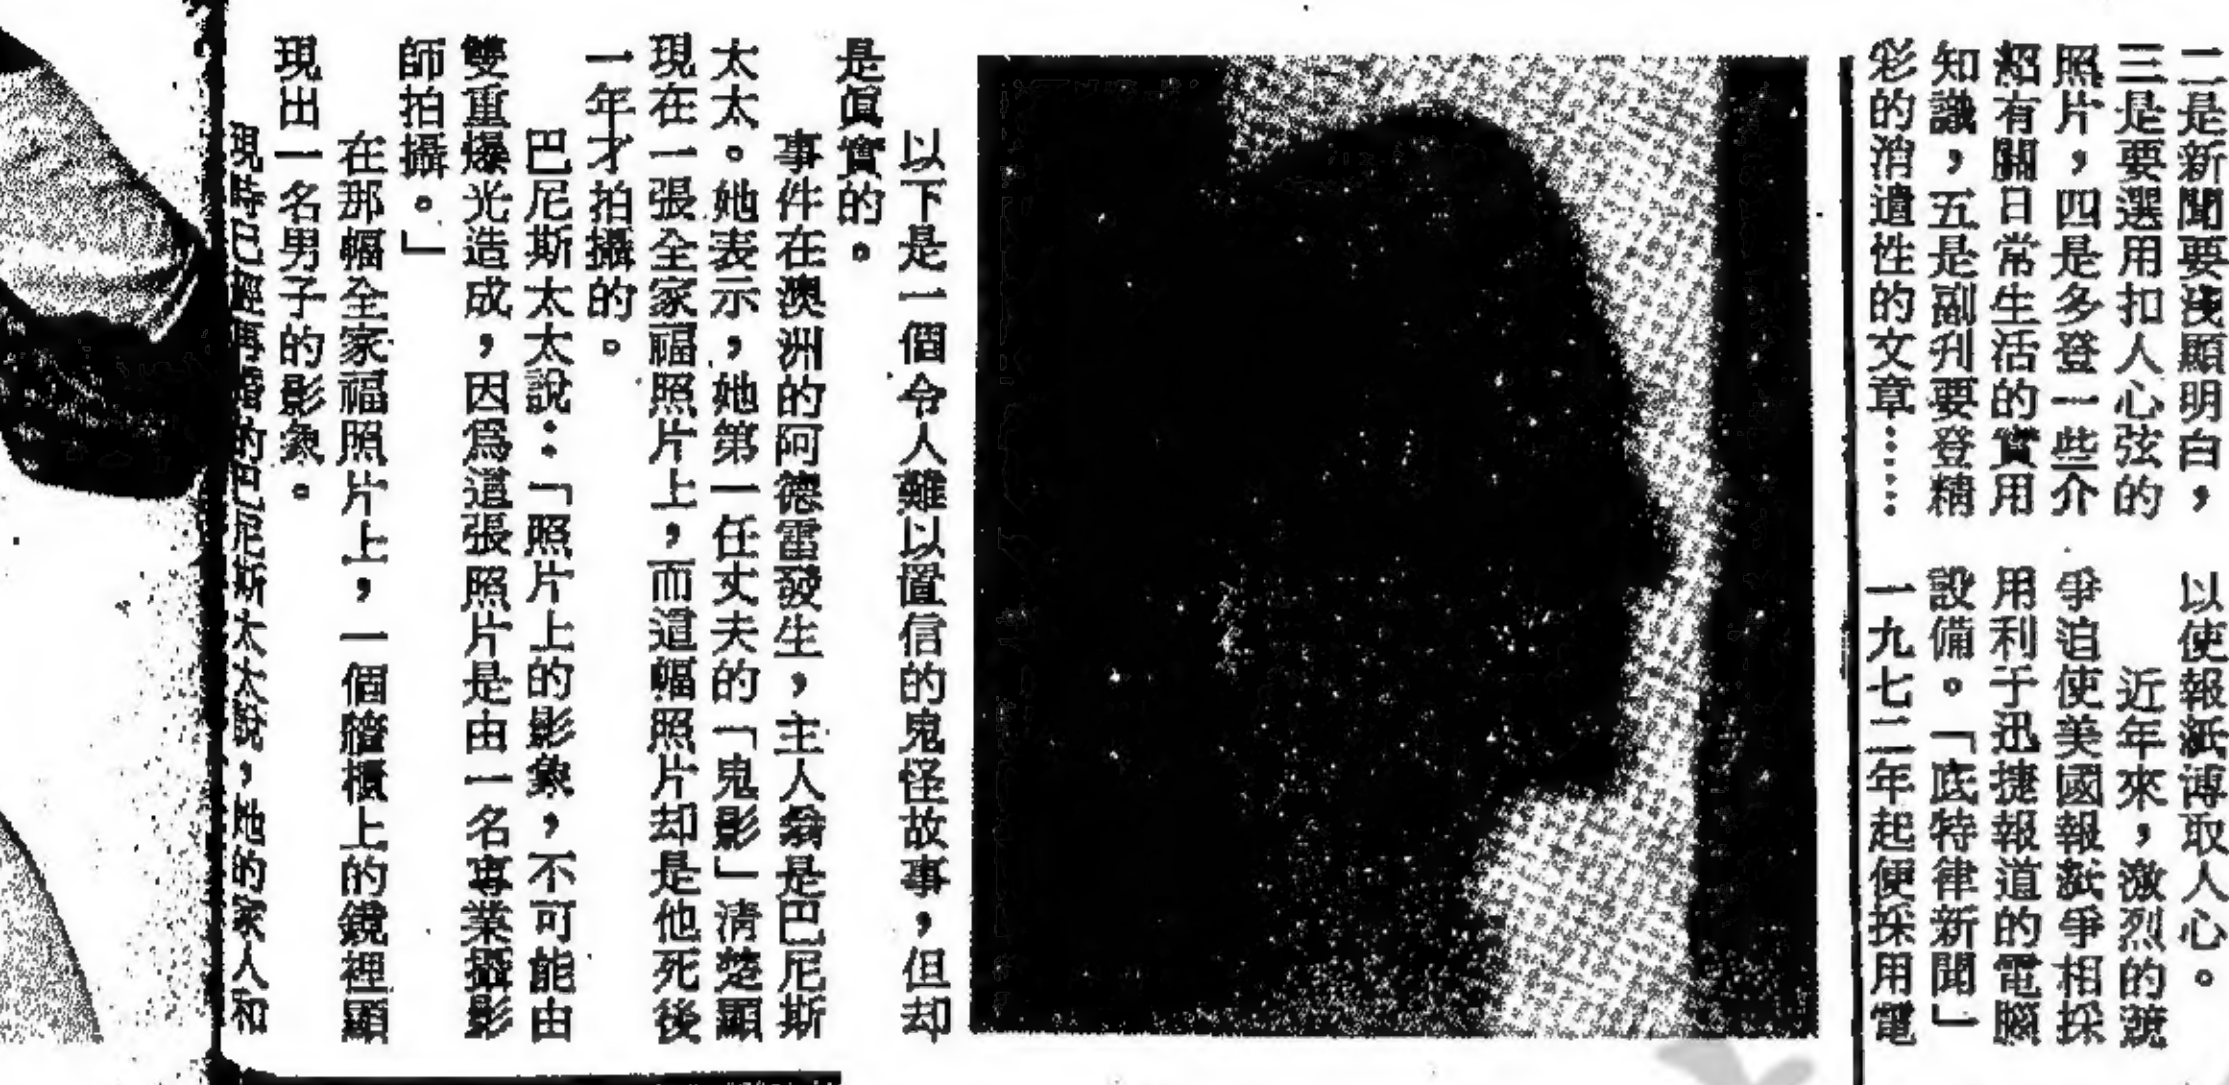 二是新聞要淺顯明白，
三是要選用扣人心弦的
照片，四是多登一些介
紹有關日常生活的實用
知識，五是副刋要登精
彩的消遣性的文章……
以使報紙博取人心。
近年來，激烈的競
爭迫使美國報紙爭相採
用利于迅捷報道的電腦
設備。「底特律新聞」
一九七二年起便採用電
以下是一個令人難以置信的鬼怪故事，但却
是眞實的。
事件在澳洲的阿德雷發生，主人翁是巴尼斯
太太。她表示，她第一任丈夫的「鬼影」清楚顯
現在一張全家福照片上，而這幅照片却是他死後
一年才拍攝的。
巴尼斯太太說：「照片上的影象，不可能由
雙重爆光造成，因爲這張照片是由一名專業攝影
師拍攝。」
在那幅全家福照片上，一個牆櫃上的鏡裡顯
現出一名男子的影象。
現時已經再婚的巴尼斯太太說，她的家人和